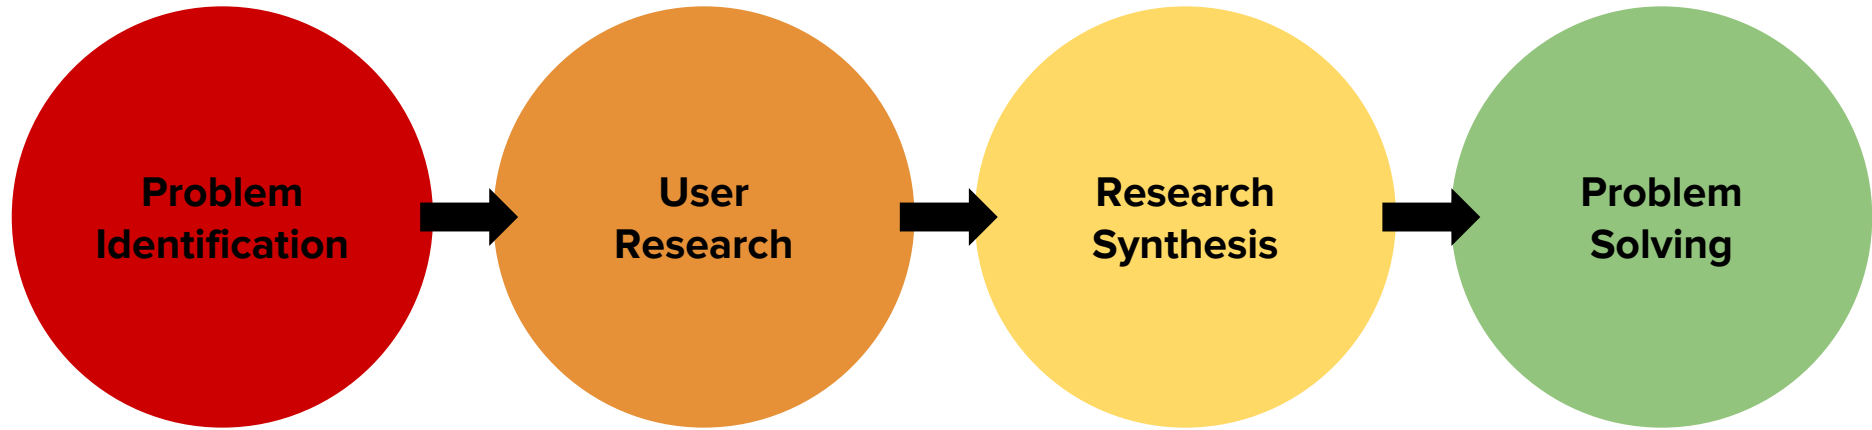 Problem
Identification
User
Research
Research
Synthesis
Problem
Solving